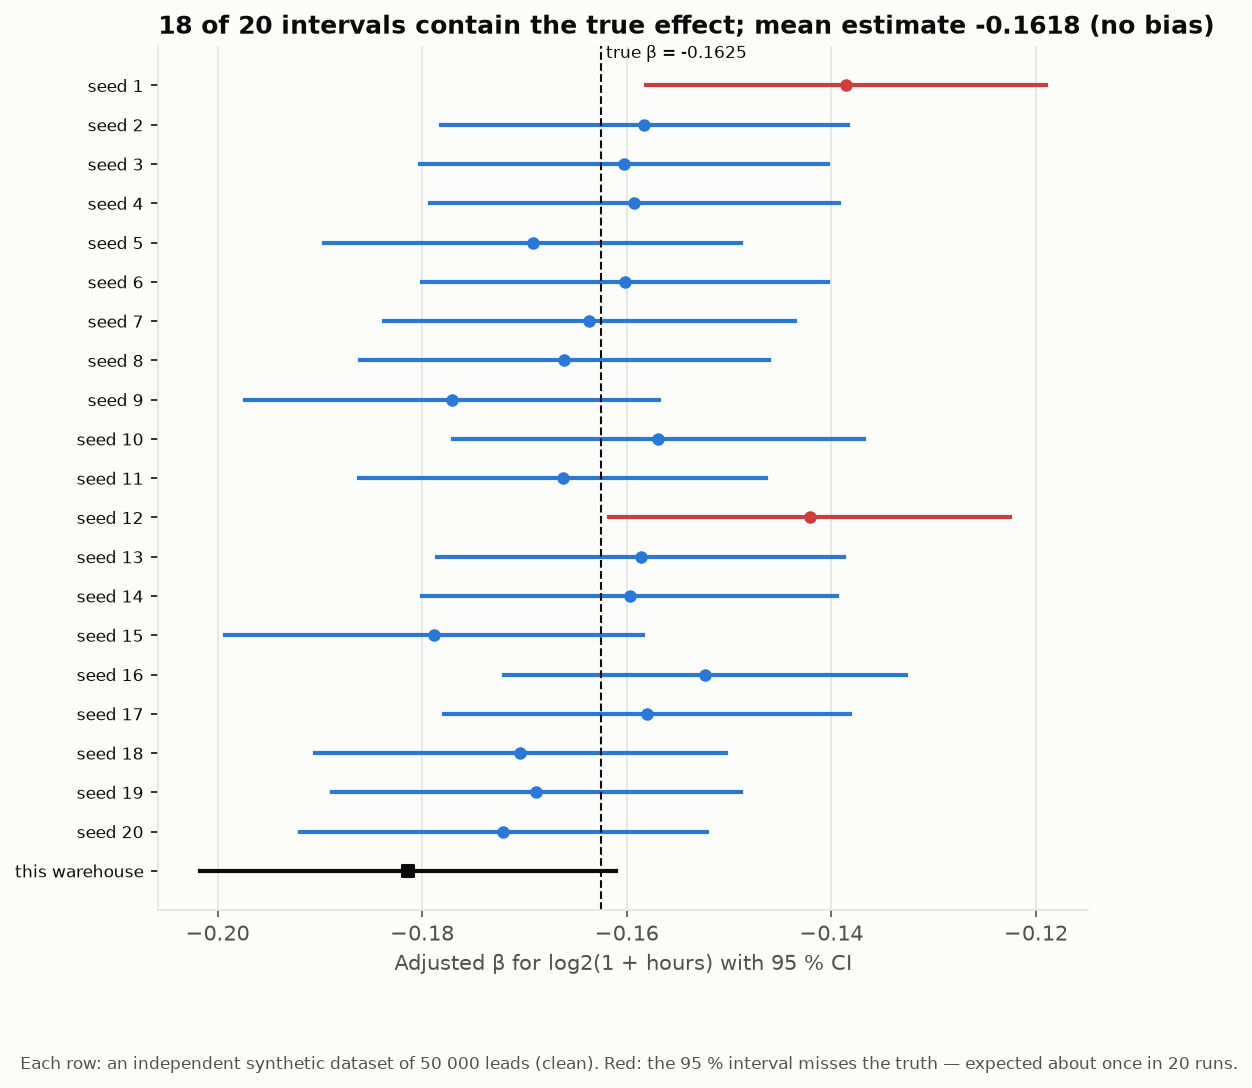 18 of 20 intervals contain the true effect; mean estimate -0.1618 (no bias)
true β = -0.1625
seed 1
seed 2
seed 3
seed 4
seed 5
seed 6
seed 7
seed 8
seed 9
seed 10
seed 11
seed 12
seed 13
seed 14
seed 15
seed 16
seed 17
seed 18
seed 19
seed 20
this warehouse
−0.20 −0.18 −0.16 −0.14 −0.12
Adjusted β for log2(1 + hours) with 95 % CI
Each row: an independent synthetic dataset of 50 000 leads (clean). Red: the 95 % interval misses the truth — expected about once in 20 runs.